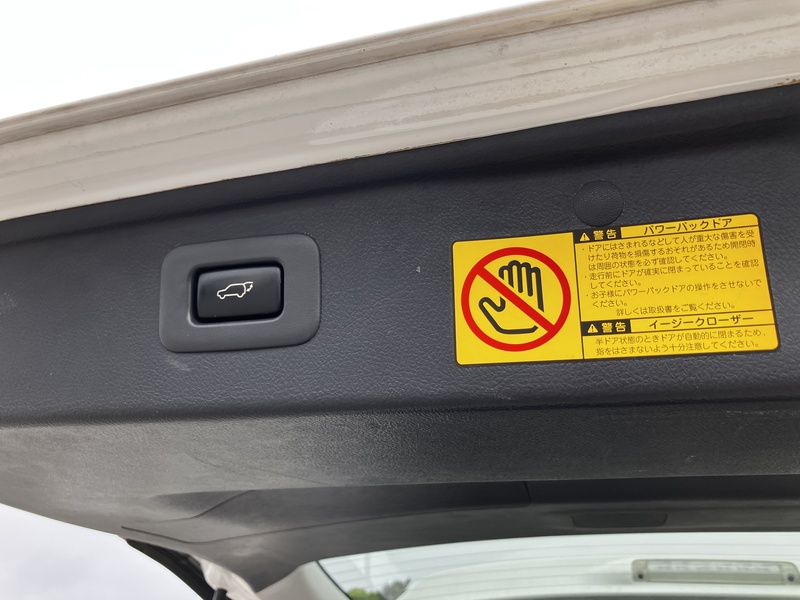 警告 パワーバックドア
・ドアにはさまれるなどして人が重大な傷害を受
けたり荷物を損傷するおそれがあるため開閉時
は周囲の状態を必ず確認してください。
・走行前にドアが確実に閉まっていることを確認
してください。
・お子様にパワーバックドアの操作をさせないで
ください。
詳しくは取扱書をご覧ください。
警告 イージークローザー
半ドア状態のときドアが自動的に閉まるため、
指をはさまないよう十分注意してください。